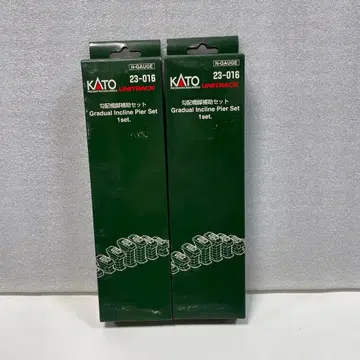 N-GAUGE
23-016
KATO
UNITRACK
勾配橋脚補助セット
Gradual Incline Pier Set
1set.
N-GAUGE
23-016
KATO
UNITRACK
勾配橋脚補助セット
Gradual Incline Pier Set
1set.